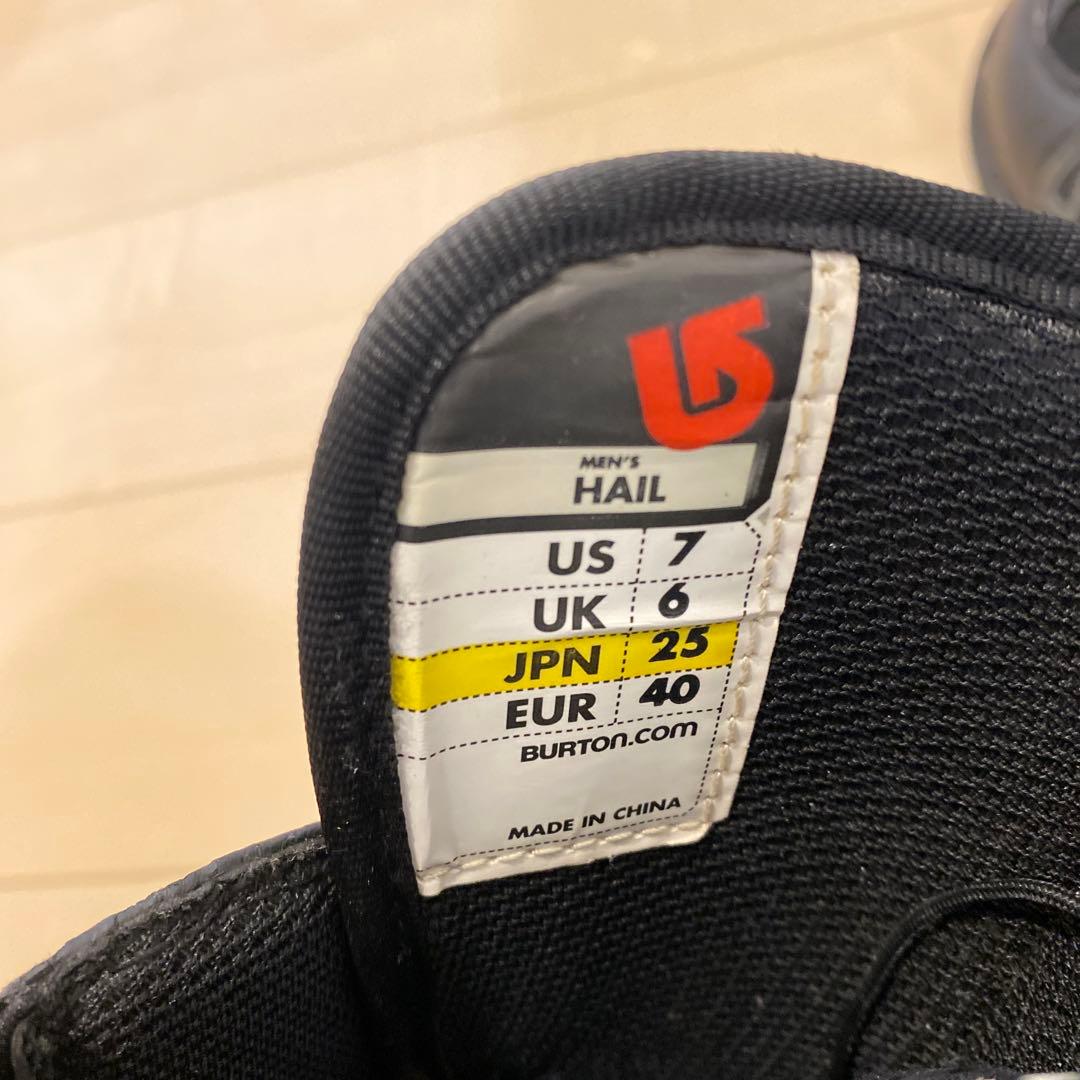 MEN'S
HAIL
US 7
UK 6
JPN 25
EUR 40
BURTON.COM
MADE IN CHINA